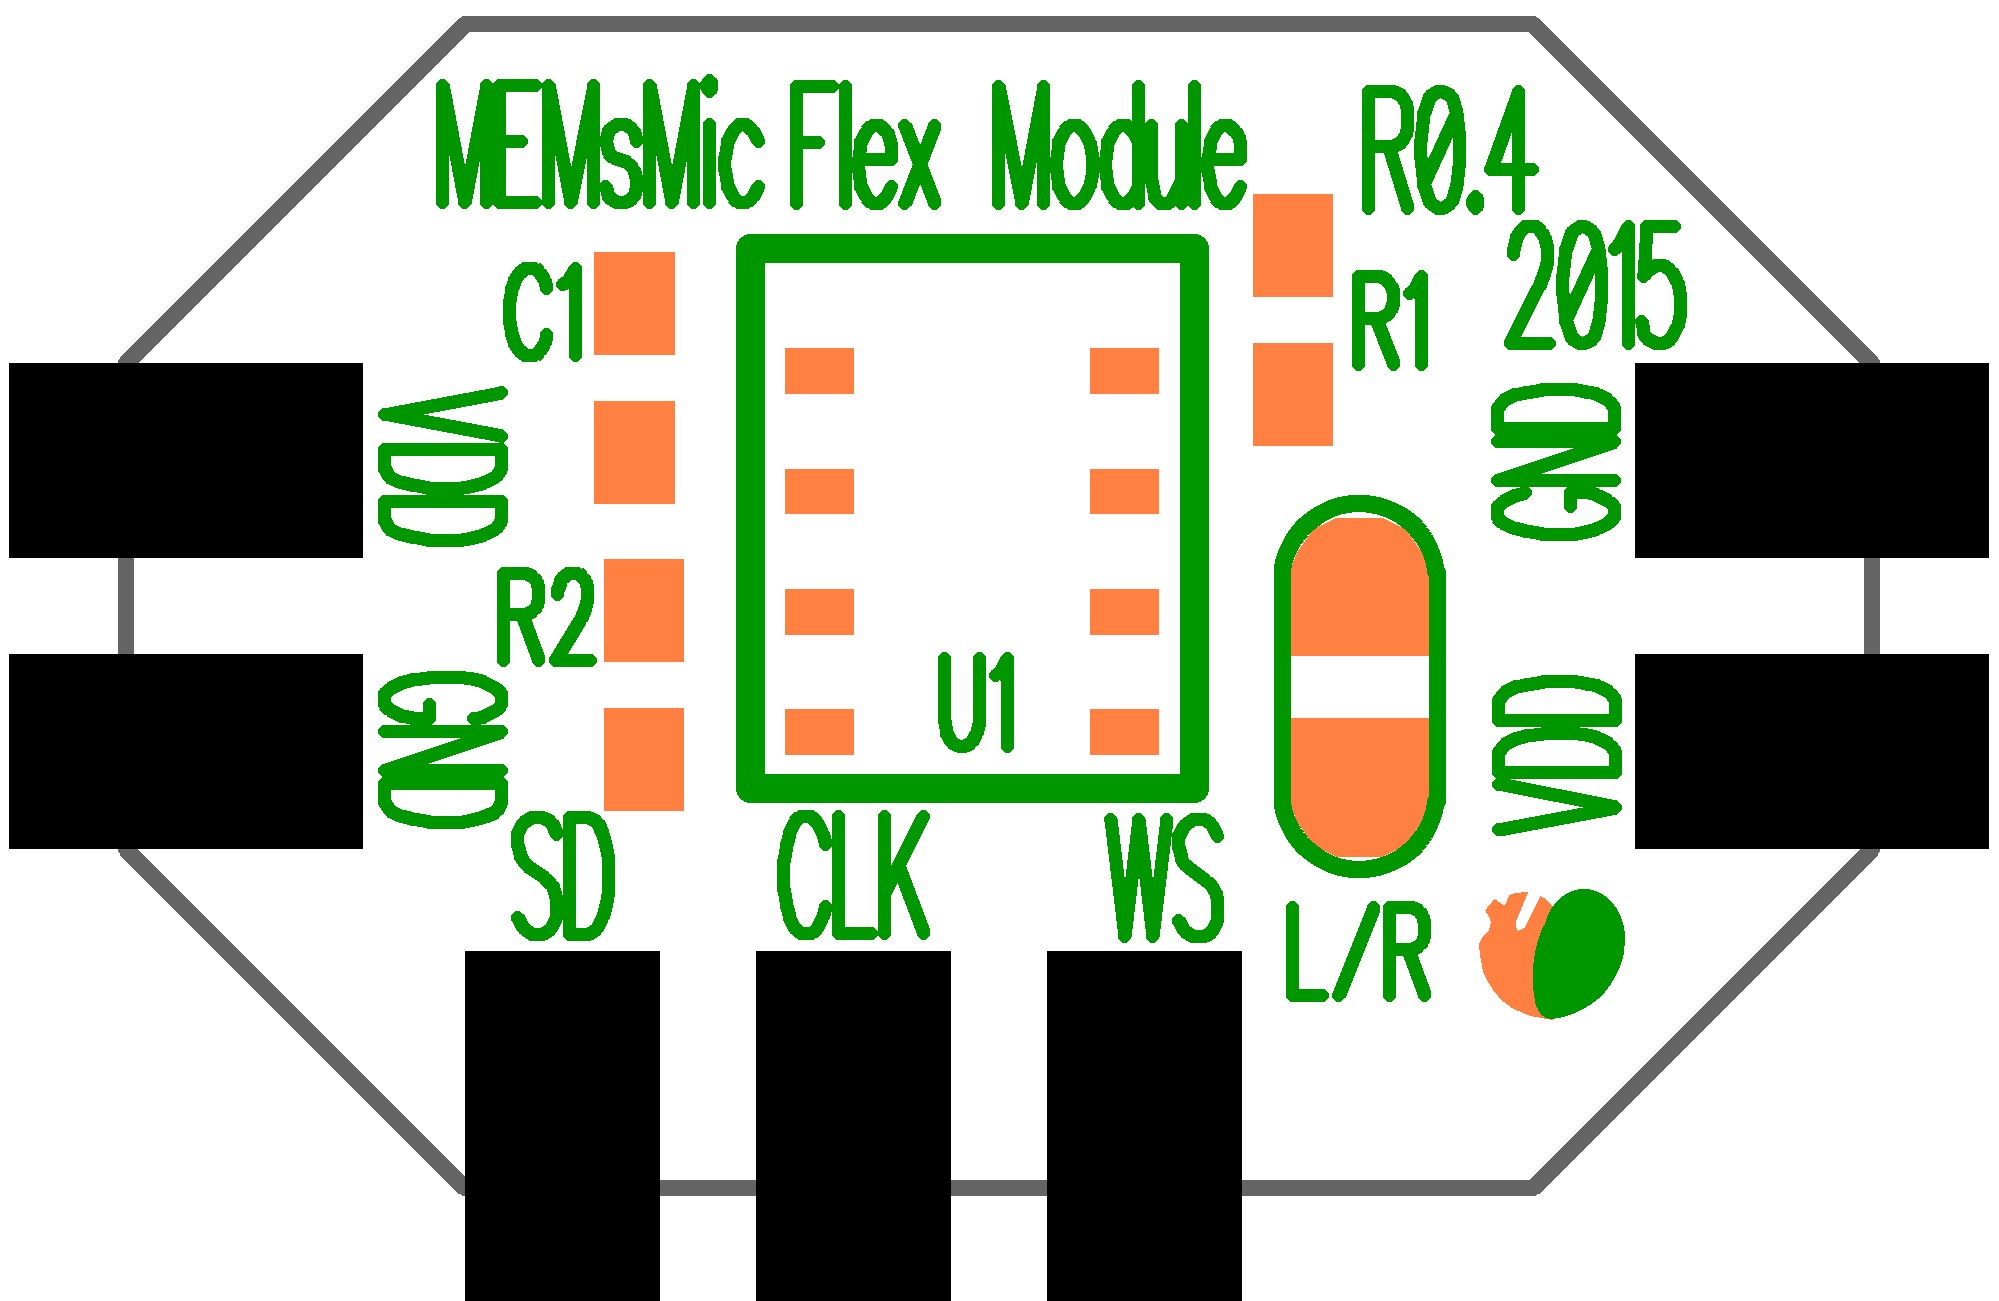 MEMsMic Flex Module R0.4
2015
C1
R1
VDD
GND
R2
U1
GND
VDD
SD
CLK
WS
L/R